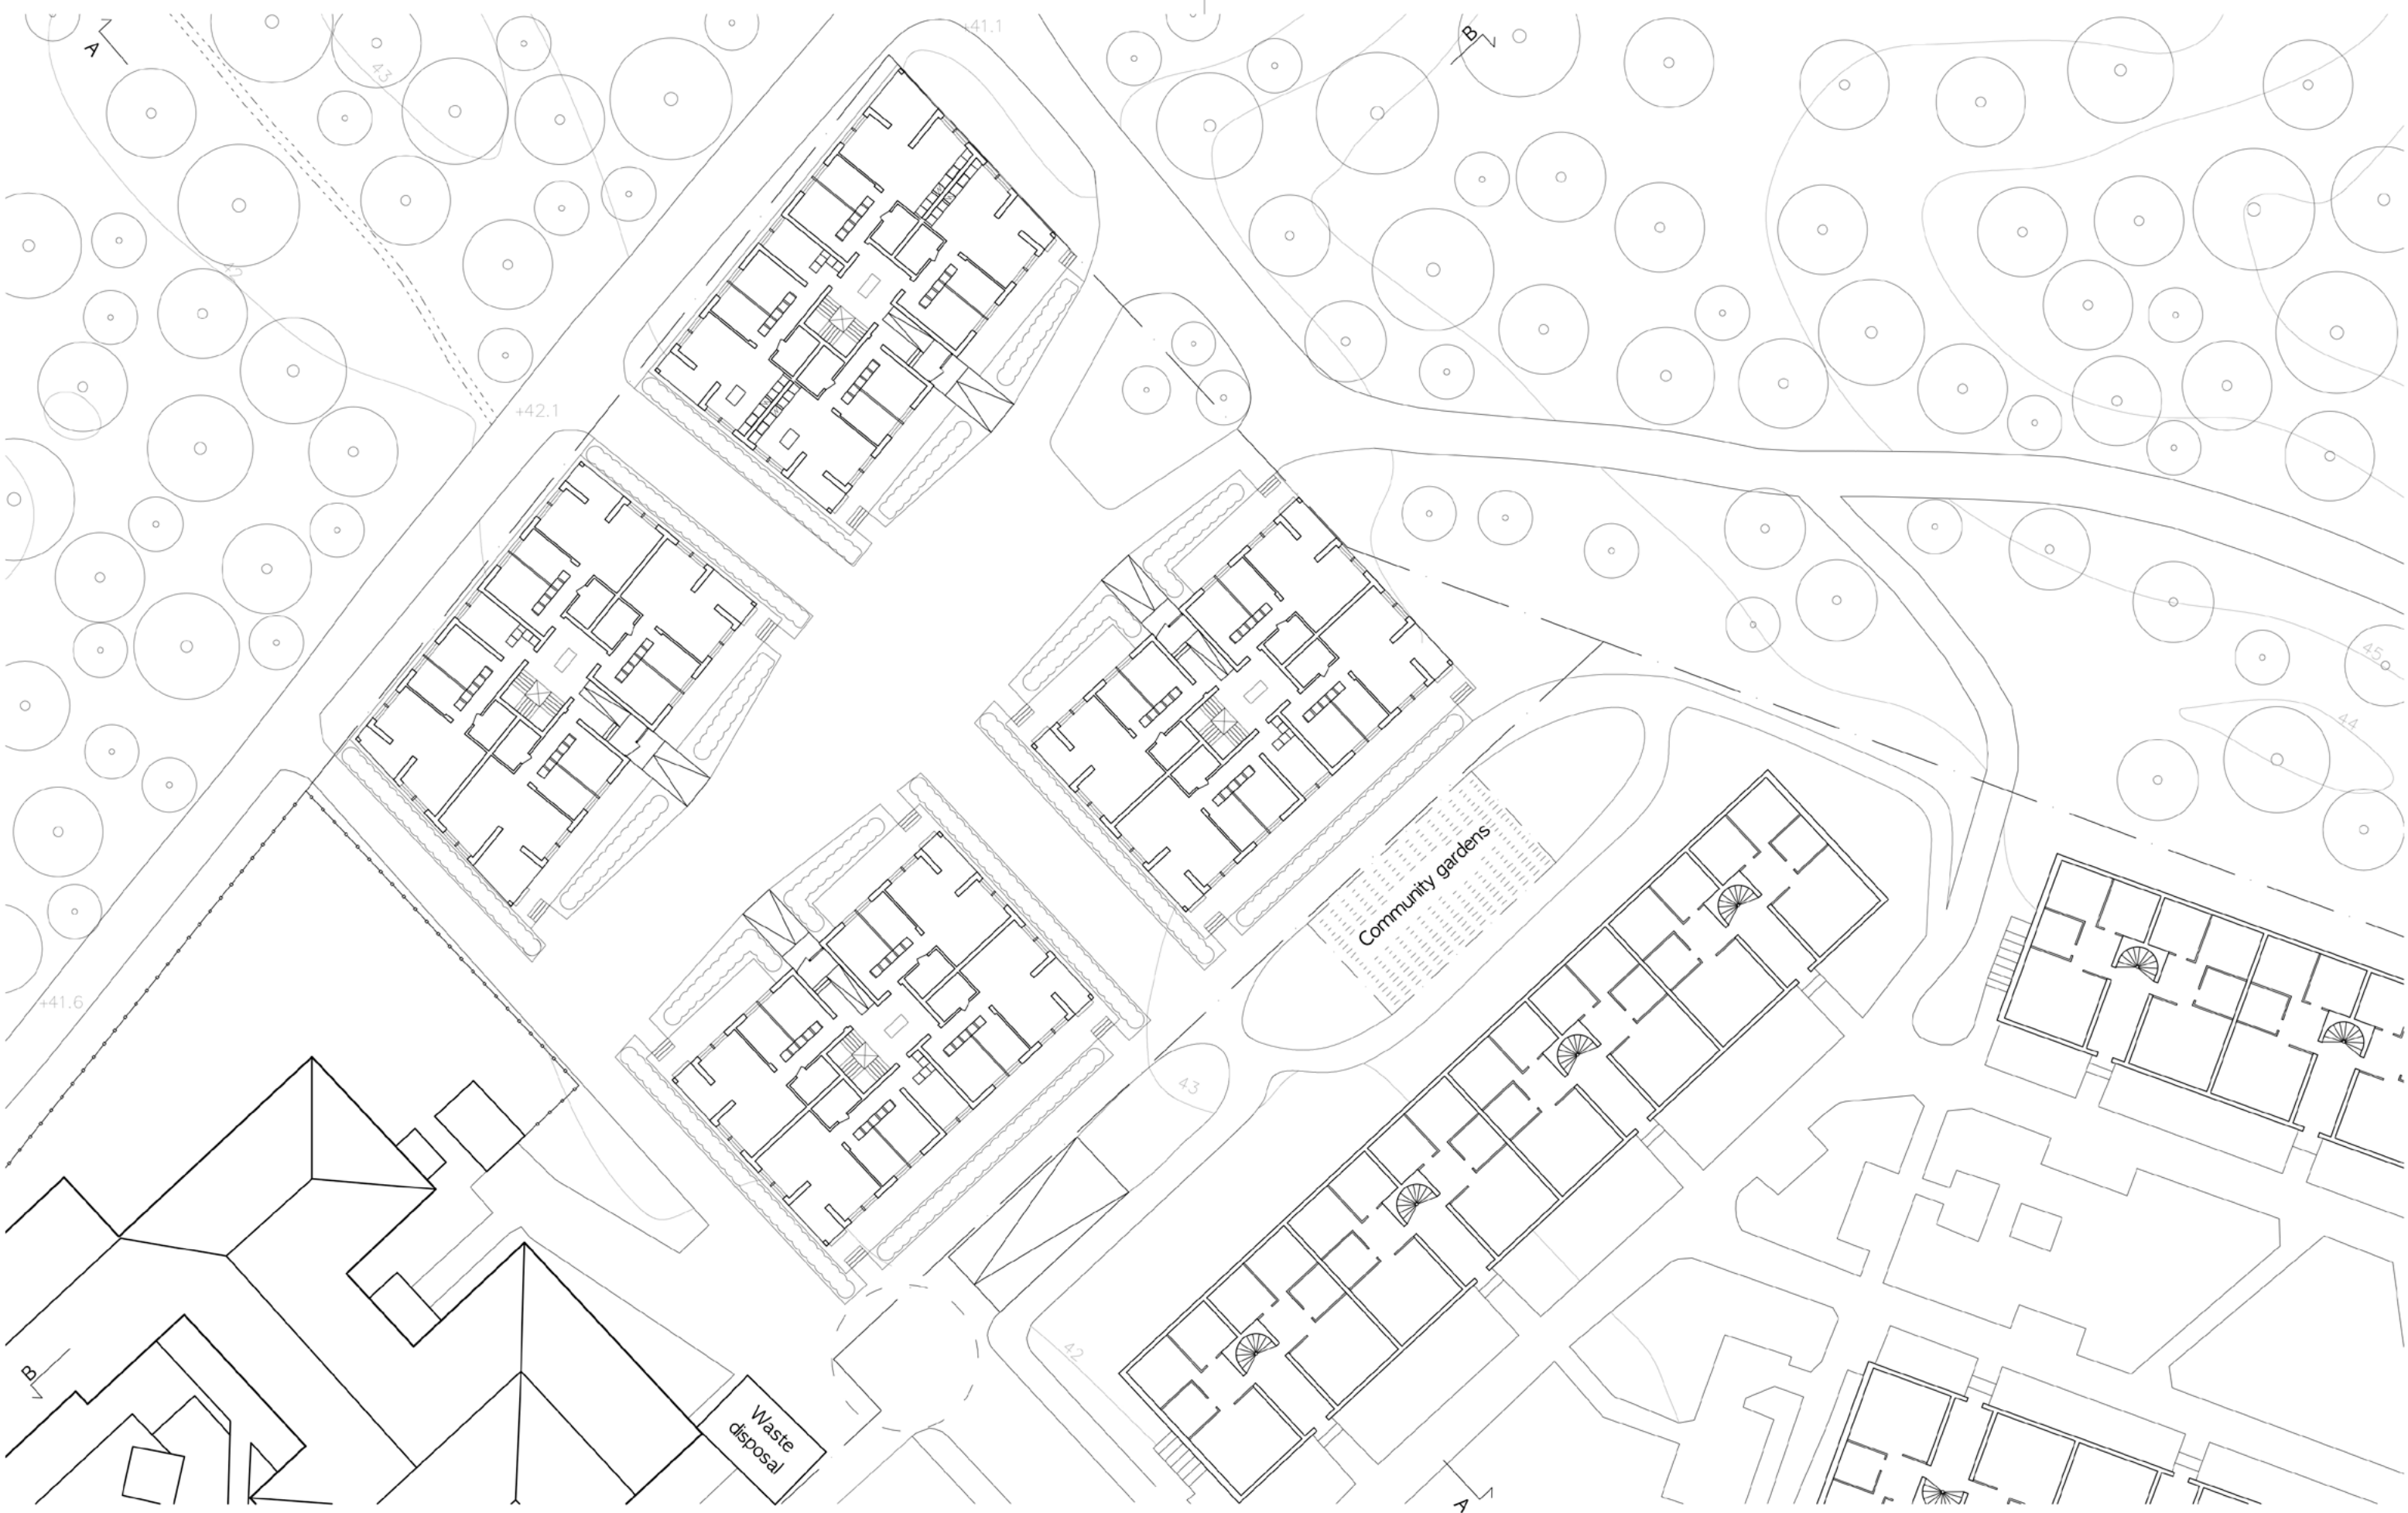 +41.1
A
B
43
+42.1
45
44
Community gardens
+41.6
43
42
B
Waste
disposal
A